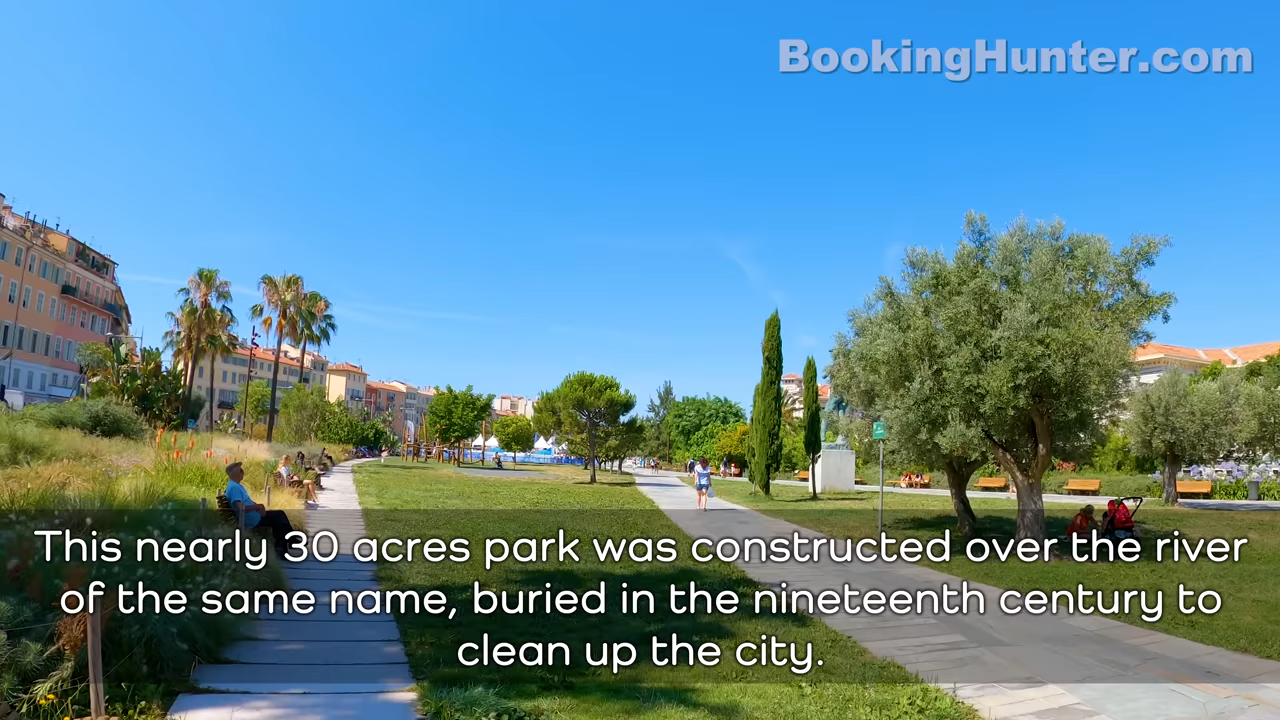 BookingHunter.com
This nearly 30 acres park was constructed over the river
of the same name, buried in the nineteenth century to
clean up the city.